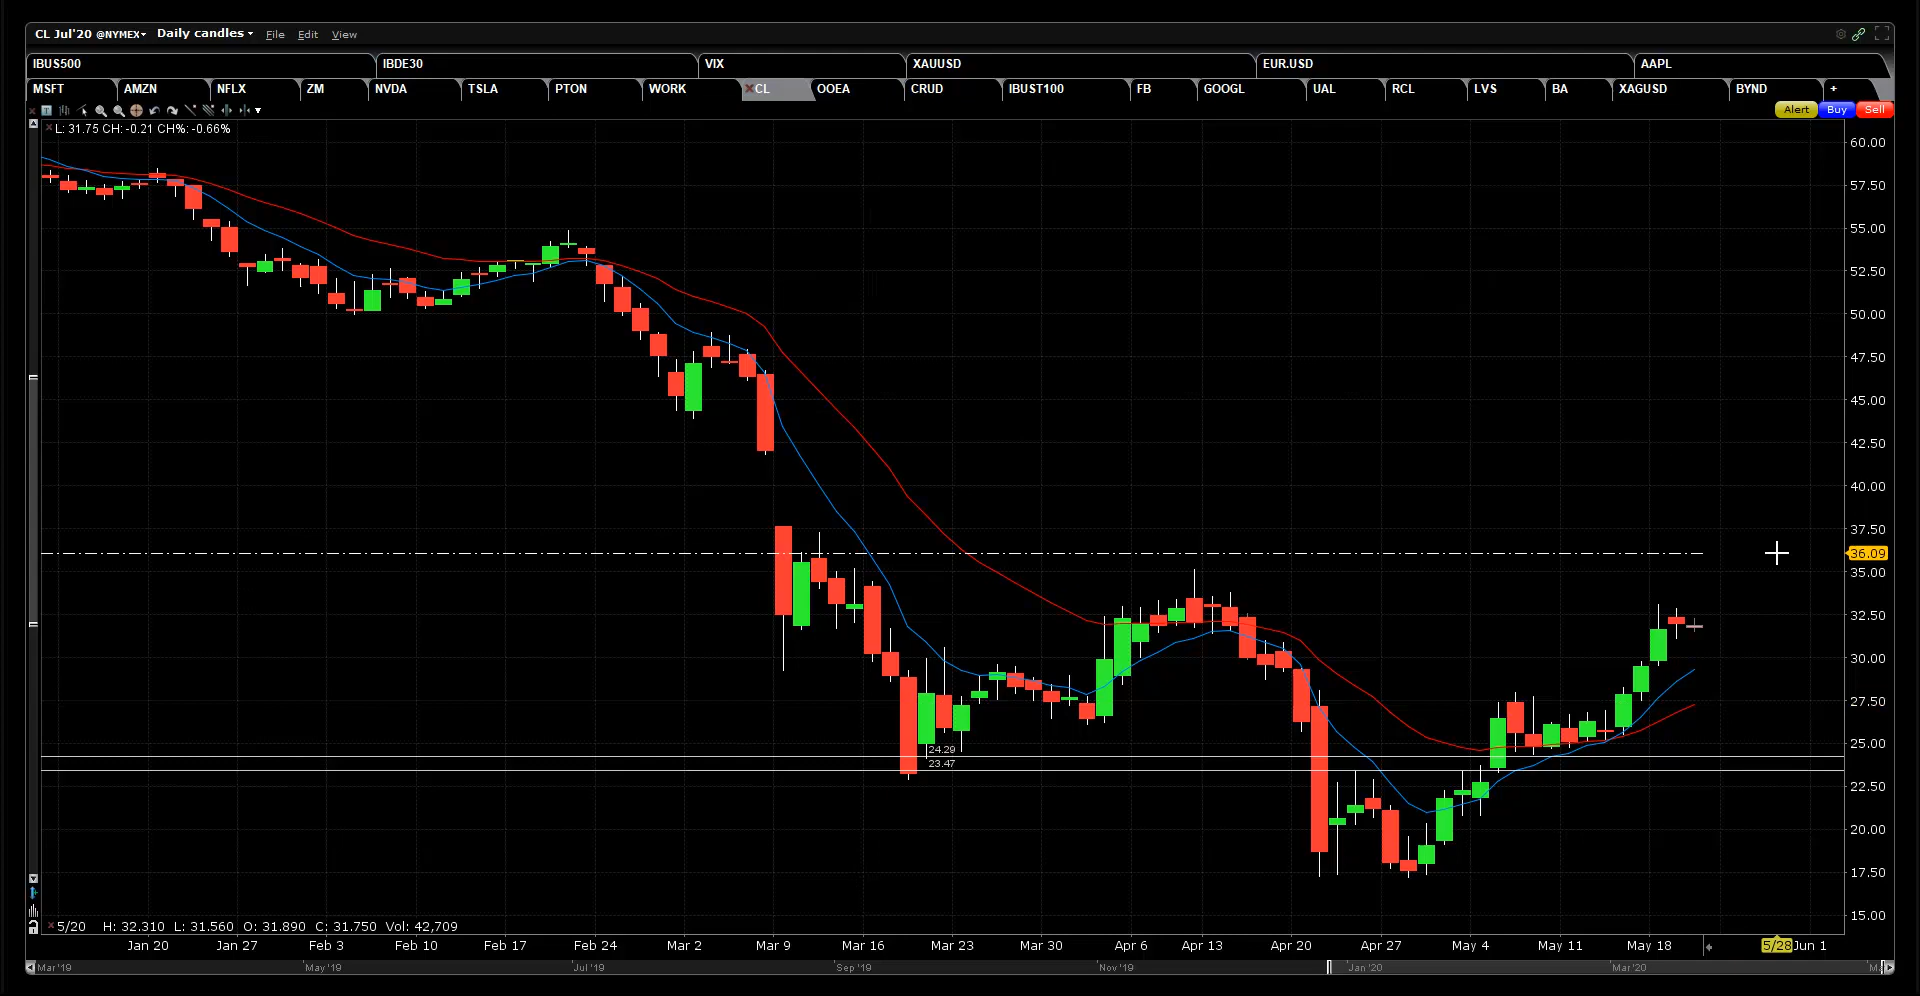 CL Jul'20 @NYMEX Daily candles File Edit View
IBUS500 IBDE30 VIX XAUUSD EUR.USD AAPL
MSFT AMZN NFLX ZM NVDA TSLA PTON WORK CL OOEA CRUD IBUST100 FB GOOGL UAL RCL LVS BA XAGUSD BYND +
Alert Buy Sell
L: 31.75 CH: -0.21 CH%: -0.66%
60.00
57.50
55.00
52.50
50.00
47.50
45.00
42.50
40.00
37.50
36.09
35.00
32.50
30.00
27.50
25.00
24.29
23.47
22.50
20.00
17.50
15.00
5/20 H: 32.310 L: 31.560 O: 31.890 C: 31.750 Vol: 42,709
Jan 20 Jan 27 Feb 3 Feb 10 Feb 17 Feb 24 Mar 2 Mar 9 Mar 16 Mar 23 Mar 30 Apr 6 Apr 13 Apr 20 Apr 27 May 4 May 11 May 18 5/28 Jun 1
Mar'19 May'19 Jul'19 Sep'19 Nov'19 Jan'20 Mar'20